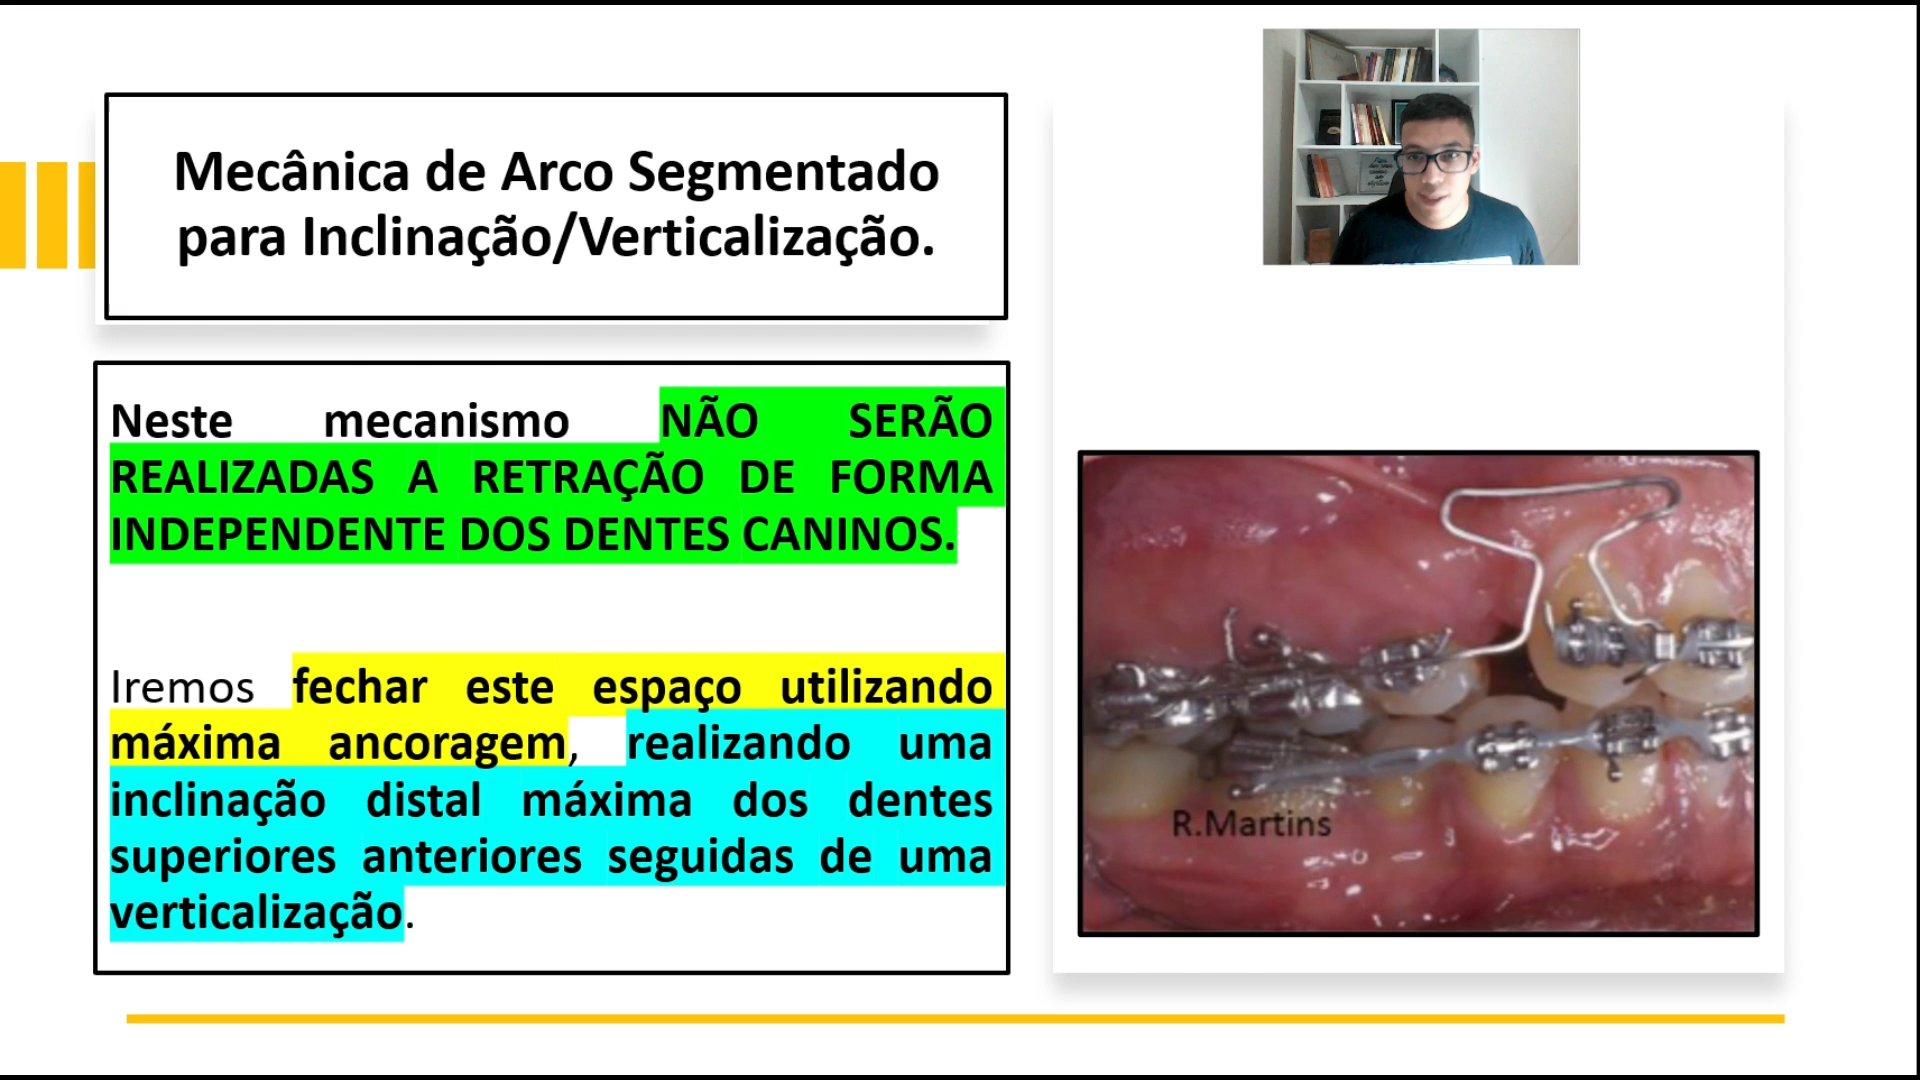 Mecânica de Arco Segmentado
para Inclinação/Verticalização.
Neste mecanismo NÃO SERÃO
REALIZADAS A RETRAÇÃO DE FORMA
INDEPENDENTE DOS DENTES CANINOS.
Iremos fechar este espaço utilizando
máxima ancoragem, realizando uma
inclinação distal máxima dos dentes
superiores anteriores seguidas de uma
verticalização.
R.Martins